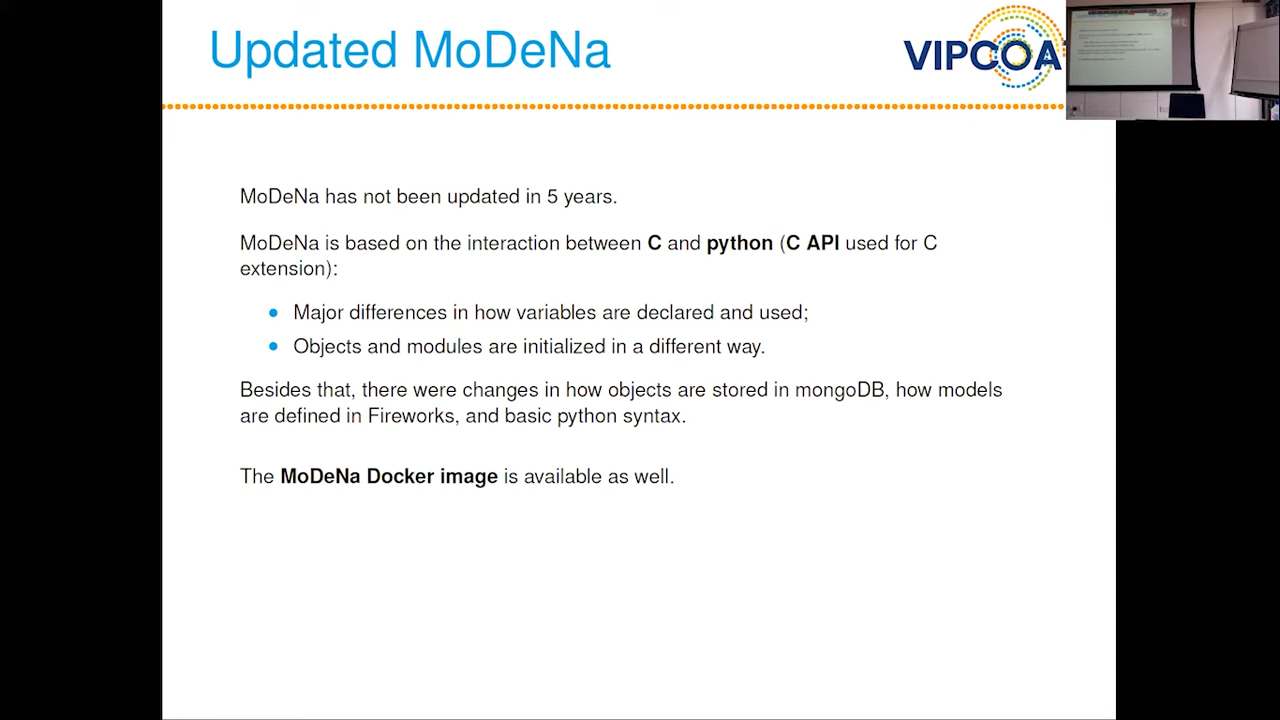 Updated MoDeNa
VIPCOA
MoDeNa has not been updated in 5 years.
MoDeNa is based on the interaction between C and python (C API used for C
extension):
Major differences in how variables are declared and used;
Objects and modules are initialized in a different way.
Besides that, there were changes in how objects are stored in mongoDB, how models
are defined in Fireworks, and basic python syntax.
The MoDeNa Docker image is available as well.